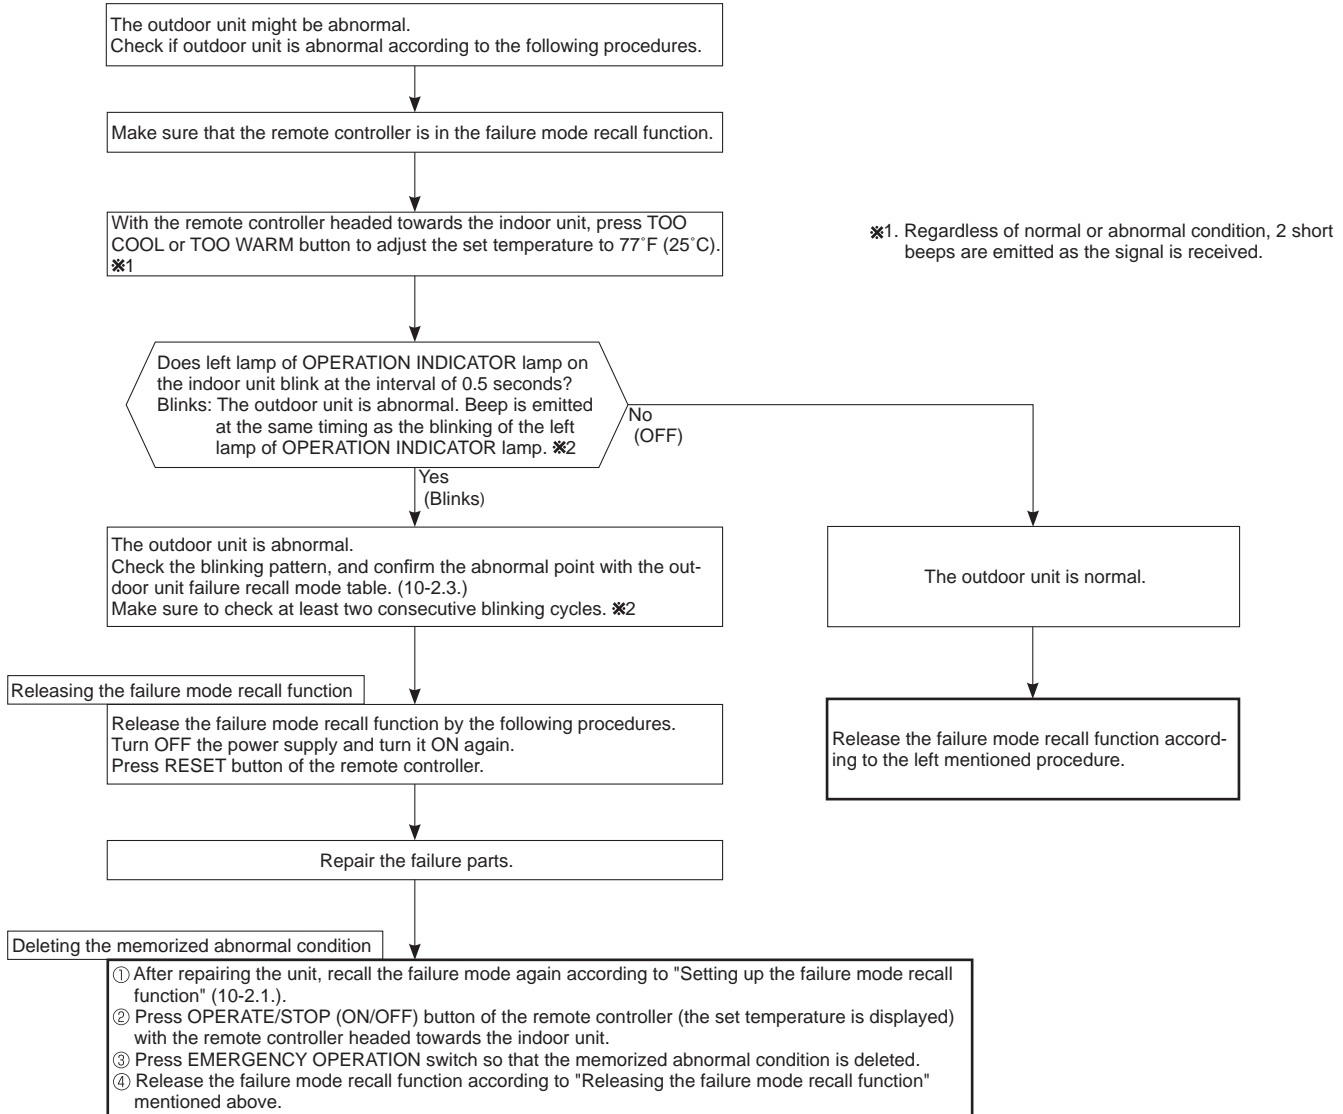 The outdoor unit might be abnormal.
Check if outdoor unit is abnormal according to the following procedures.
Make sure that the remote controller is in the failure mode recall function.
With the remote controller headed towards the indoor unit, press TOO
COOL or TOO WARM button to adjust the set temperature to 77˚F (25˚C).
※1
※1. Regardless of normal or abnormal condition, 2 short
beeps are emitted as the signal is received.
Does left lamp of OPERATION INDICATOR lamp on
the indoor unit blink at the interval of 0.5 seconds?
Blinks: The outdoor unit is abnormal. Beep is emitted
at the same timing as the blinking of the left
lamp of OPERATION INDICATOR lamp. ※2
No
(OFF)
Yes
(Blinks)
The outdoor unit is abnormal.
Check the blinking pattern, and confirm the abnormal point with the out-
door unit failure recall mode table. (10-2.3.)
Make sure to check at least two consecutive blinking cycles. ※2
The outdoor unit is normal.
Releasing the failure mode recall function
Release the failure mode recall function by the following procedures.
Turn OFF the power supply and turn it ON again.
Press RESET button of the remote controller.
Release the failure mode recall function accord-
ing to the left mentioned procedure.
Repair the failure parts.
Deleting the memorized abnormal condition
① After repairing the unit, recall the failure mode again according to "Setting up the failure mode recall
function" (10-2.1.).
② Press OPERATE/STOP (ON/OFF) button of the remote controller (the set temperature is displayed)
with the remote controller headed towards the indoor unit.
③ Press EMERGENCY OPERATION switch so that the memorized abnormal condition is deleted.
④ Release the failure mode recall function according to "Releasing the failure mode recall function"
mentioned above.